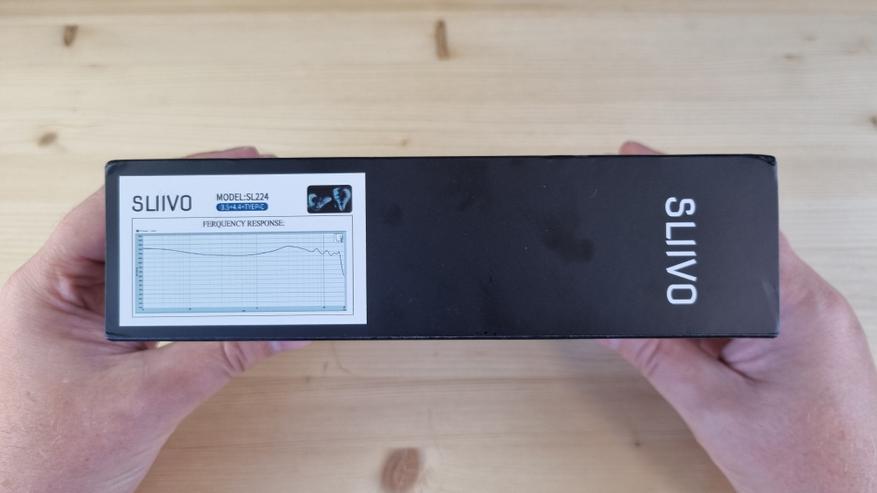 SLIIVO
MODEL:SL224
3.5+4.4+TYEP-C
FERQUENCY RESPONSE:
SLIIVO